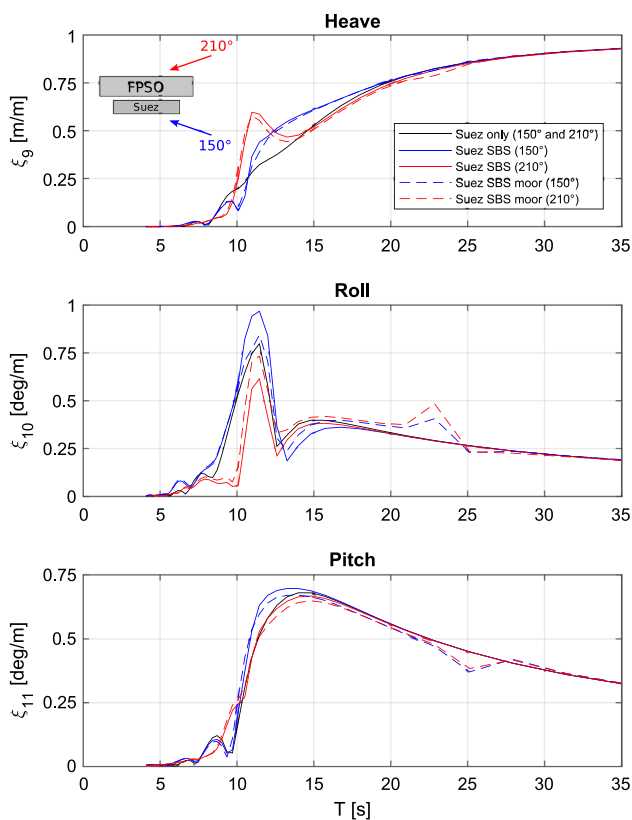 Heave
1
0.75
0.5
0.25
0
ξ9 [m/m]
210°
FPSO
Suez
150°
Suez only (150° and 210°)
Suez SBS (150°)
Suez SBS (210°)
Suez SBS moor (150°)
Suez SBS moor (210°)
0 5 10 15 20 25 30 35
Roll
1
0.75
0.5
0.25
0
ξ10 [deg/m]
0 5 10 15 20 25 30 35
Pitch
0.75
0.5
0.25
0
ξ11 [deg/m]
0 5 10 15 20 25 30 35
T [s]